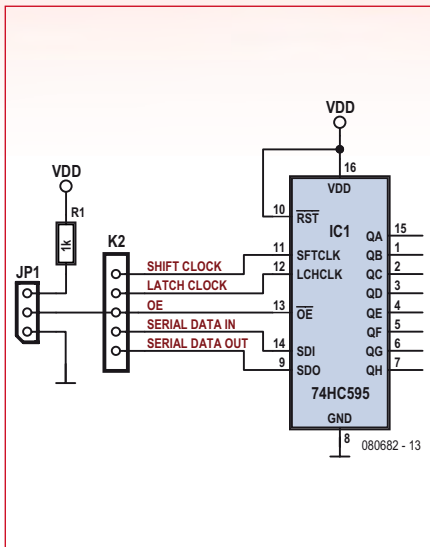 VDD
16
VDD
VDD
R1
1k
10
RST
IC1
QA
15
JP1
K2
SHIFT CLOCK
11
SFTCLK
QB
1
LATCH CLOCK
12
LCHCLK
QC
2
QD
3
OE
13
OE
QE
4
SERIAL DATA IN
QF
5
14
SDI
QG
6
SERIAL DATA OUT
9
SDO
QH
7
74HC595
GND
8
080682 - 13